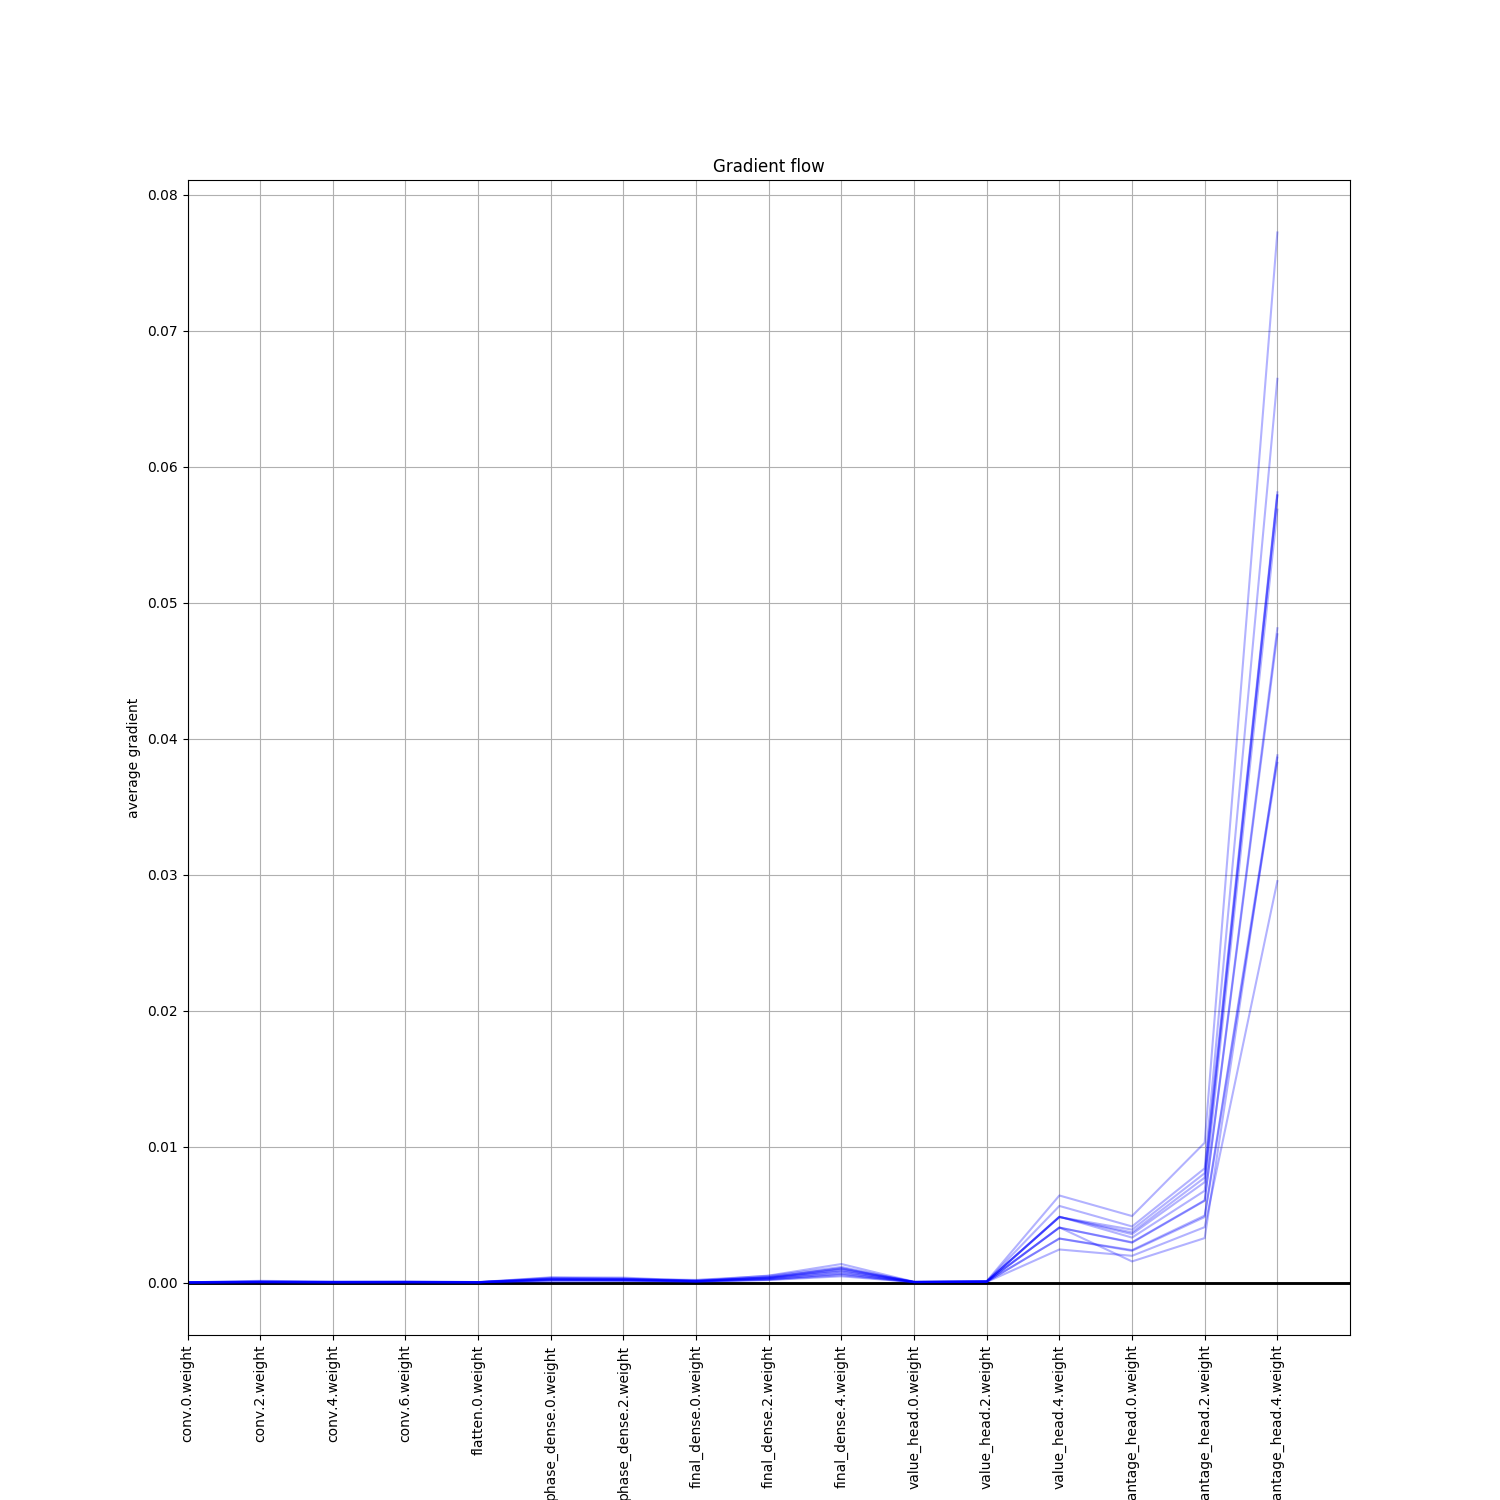 Gradient flow
0.08
0.07
0.06
0.05
0.04
0.03
0.02
0.01
0.00
average gradient
conv.0.weight
conv.2.weight
conv.4.weight
conv.6.weight
flatten.0.weight
phase_dense.0.weight
phase_dense.2.weight
final_dense.0.weight
final_dense.2.weight
final_dense.4.weight
value_head.0.weight
value_head.2.weight
value_head.4.weight
antage_head.0.weight
antage_head.2.weight
antage_head.4.weight